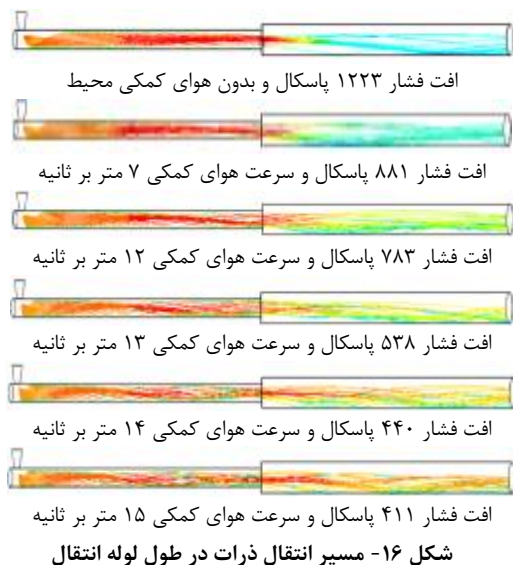 افت فشار ۱۲۲۳ پاسکال و بدون هوای کمکی محیط
افت فشار ۸۸۱ پاسکال و سرعت هوای کمکی ۷ متر بر ثانیه
افت فشار ۷۸۳ پاسکال و سرعت هوای کمکی ۱۲ متر بر ثانیه
افت فشار ۵۳۸ پاسکال و سرعت هوای کمکی ۱۳ متر بر ثانیه
افت فشار ۴۴۰ پاسکال و سرعت هوای کمکی ۱۴ متر بر ثانیه
افت فشار ۴۱۱ پاسکال و سرعت هوای کمکی ۱۵ متر بر ثانیه
شکل ۱۶- مسیر انتقال ذرات در طول لوله انتقال